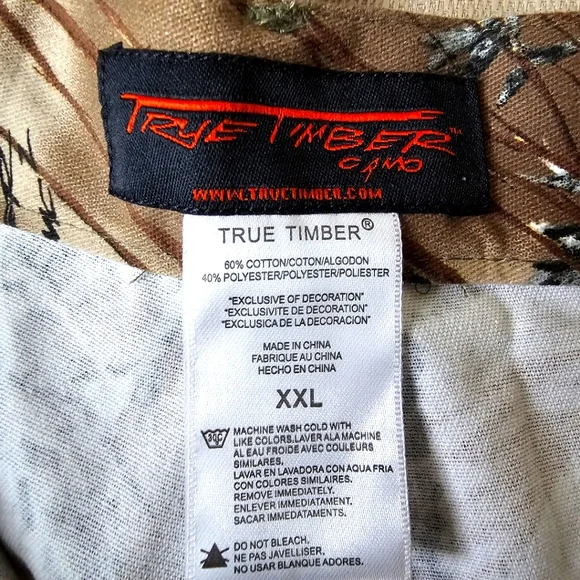 TRUE TIMBER™
CAMO
WWW.TRUETIMBER.COM
TRUE TIMBER®
60% COTTON/COTON/ALGODON
40% POLYESTER/POLYESTER/POLIESTER
"EXCLUSIVE OF DECORATION"
"EXCLUSIVITE DE DECORATION"
"EXCLUSICA DE LA DECORACION"
MADE IN CHINA
FABRIQUE AU CHINA
HECHO EN CHINA
XXL
30C
MACHINE WASH COLD WITH
LIKE COLORS.LAVER ALA MACHINE
AL EAU FROIDE AVEC COULEURS
SIMILAIRES.
LAVAR EN LAVADORA CON AQUA FRIA
CON COLORES SIMILARES.
REMOVE IMMEDIATELY.
ENLEVER IMMEDIATAMENT.
SACAR IMMEDATAMENTS.
DO NOT BLEACH.
NE PAS JAVELLISER.
NO USAR BLANQUE ADORES.